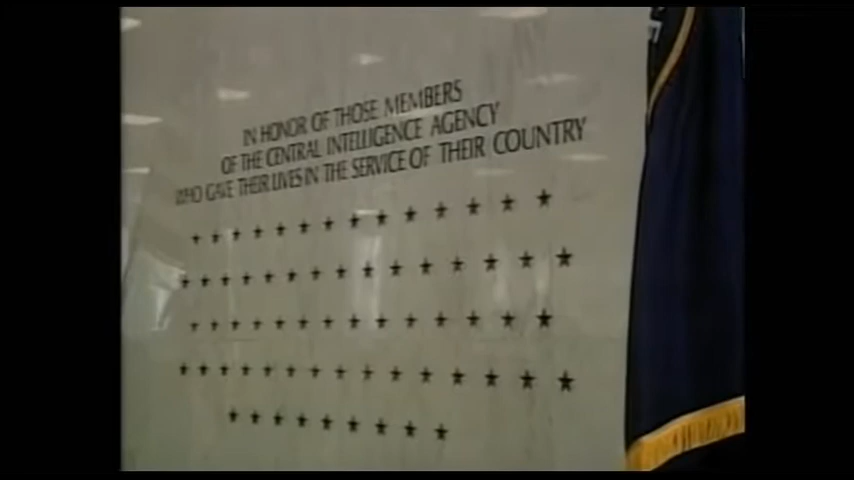 IN HONOR OF THOSE MEMBERS
OF THE CENTRAL INTELLIGENCE AGENCY
WHO GAVE THEIR LIVES IN THE SERVICE OF THEIR COUNTRY